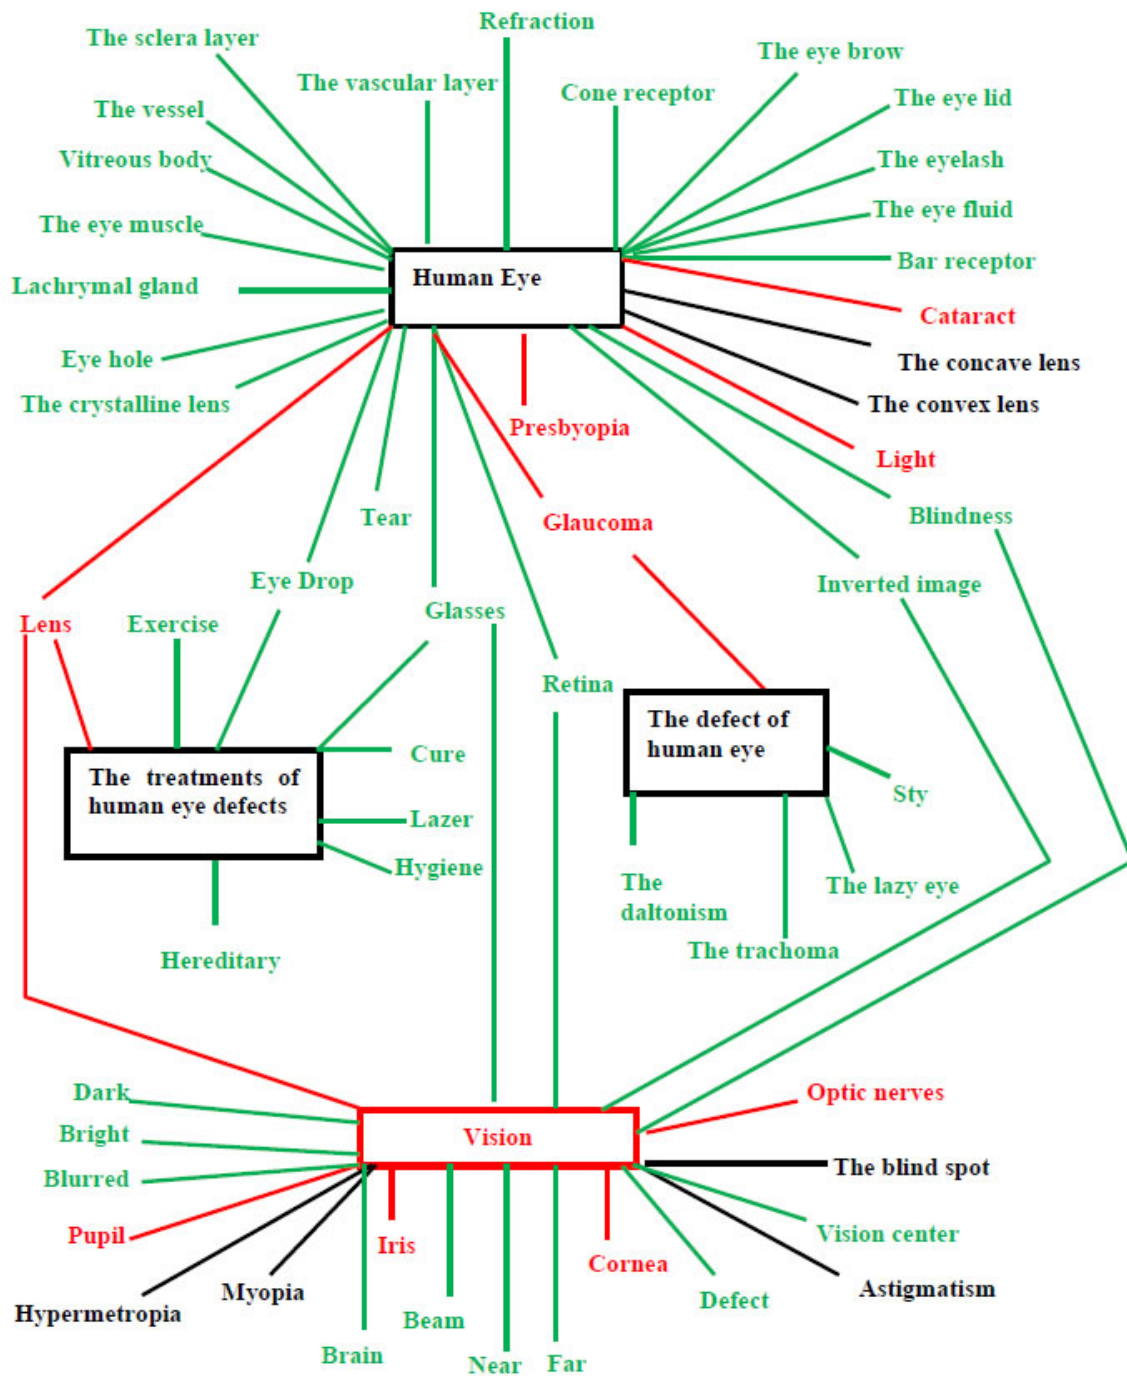 Refraction
The sclera layer
The eye brow
The vascular layer
Cone receptor
The eye lid
The vessel
Vitreous body
The eyelash
The eye fluid
The eye muscle
Bar receptor
Human Eye
Lachrymal gland
Cataract
Eye hole
The concave lens
The crystalline lens
The convex lens
Presbyopia
Light
Tear
Glaucoma
Blindness
Eye Drop
Inverted image
Glasses
Lens
Exercise
Retina
The defect of
human eye
Cure
The treatments of
human eye defects
Sty
Lazer
Hygiene
The
daltonism
The lazy eye
The trachoma
Hereditary
Dark
Optic nerves
Bright
Vision
The blind spot
Blurred
Pupil
Vision center
Iris
Cornea
Myopia
Astigmatism
Hypermetropia
Defect
Beam
Brain
Near
Far